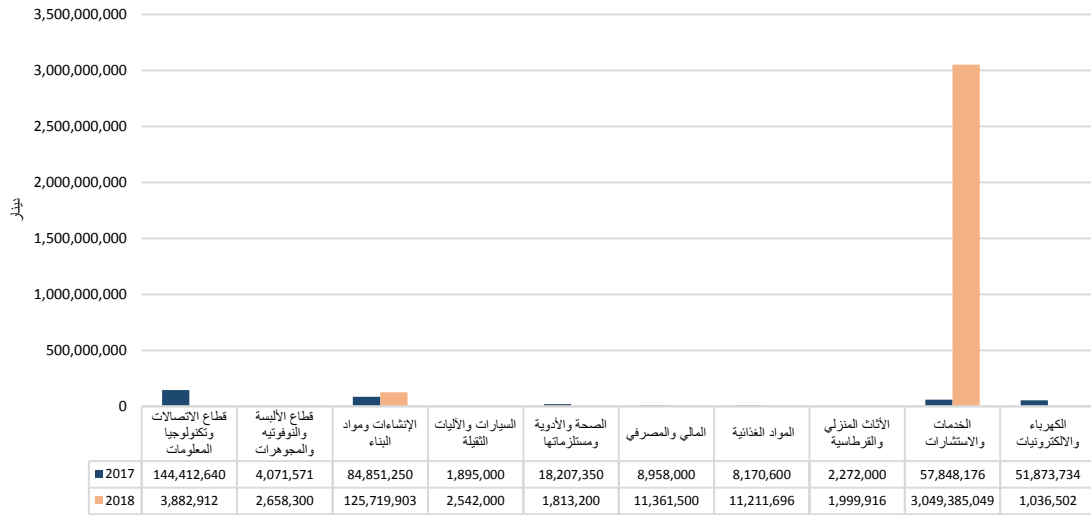 3,500,000,000
3,000,000,000
2,500,000,000
2,000,000,000
1,500,000,000
1,000,000,000
500,000,000
0
دينار
قطاع الاتصالات وتكنولوجيا المعلومات
قطاع الألبسة والنوفوتيه والمجوهرات
الإنشاءات ومواد البناء
السيارات والآليات الثقيلة
الصحة والأدوية ومستلزماتها
المالي والمصرفي
المواد الغذائية
الأثاث المنزلي والقرطاسية
الخدمات والاستشارات
الكهرباء والالكترونيات
2017 144,412,640 4,071,571 84,851,250 1,895,000 18,207,350 8,958,000 8,170,600 2,272,000 57,848,176 51,873,734
2018 3,882,912 2,658,300 125,719,903 2,542,000 1,813,200 11,361,500 11,211,696 1,999,916 3,049,385,049 1,036,502